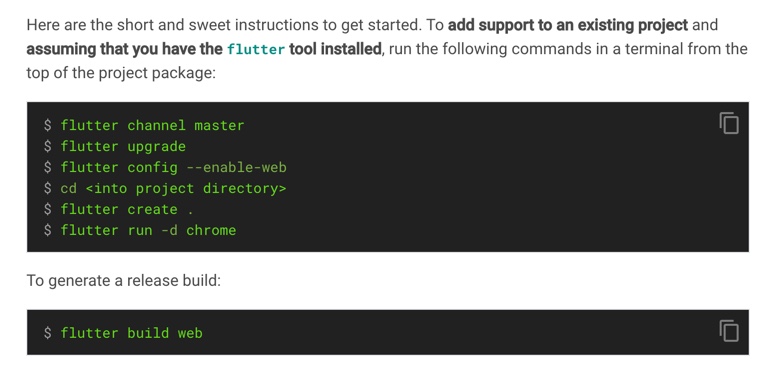 Here are the short and sweet instructions to get started. To add support to an existing project and
assuming that you have the flutter tool installed, run the following commands in a terminal from the
top of the project package:
$ flutter channel master
$ flutter upgrade
$ flutter config --enable-web
$ cd <into project directory>
$ flutter create .
$ flutter run -d chrome
To generate a release build:
$ flutter build web